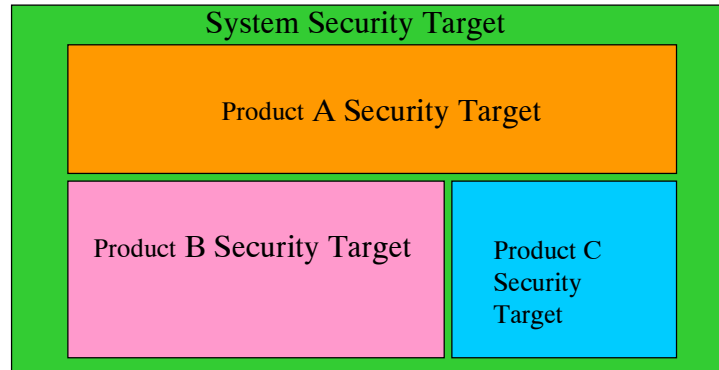 System Security Target
Product A Security Target
Product B Security Target
Product C
Security
Target